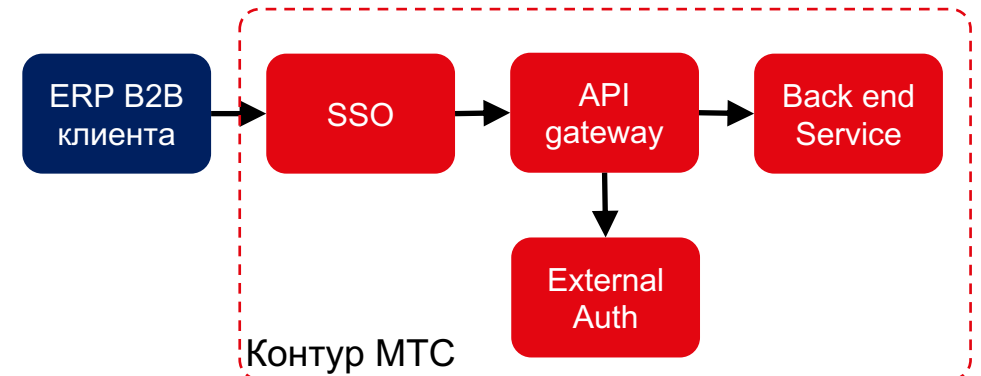 ERP B2B
клиента
SSO
API
gateway
Back end
Service
External
Auth
Контур МТС